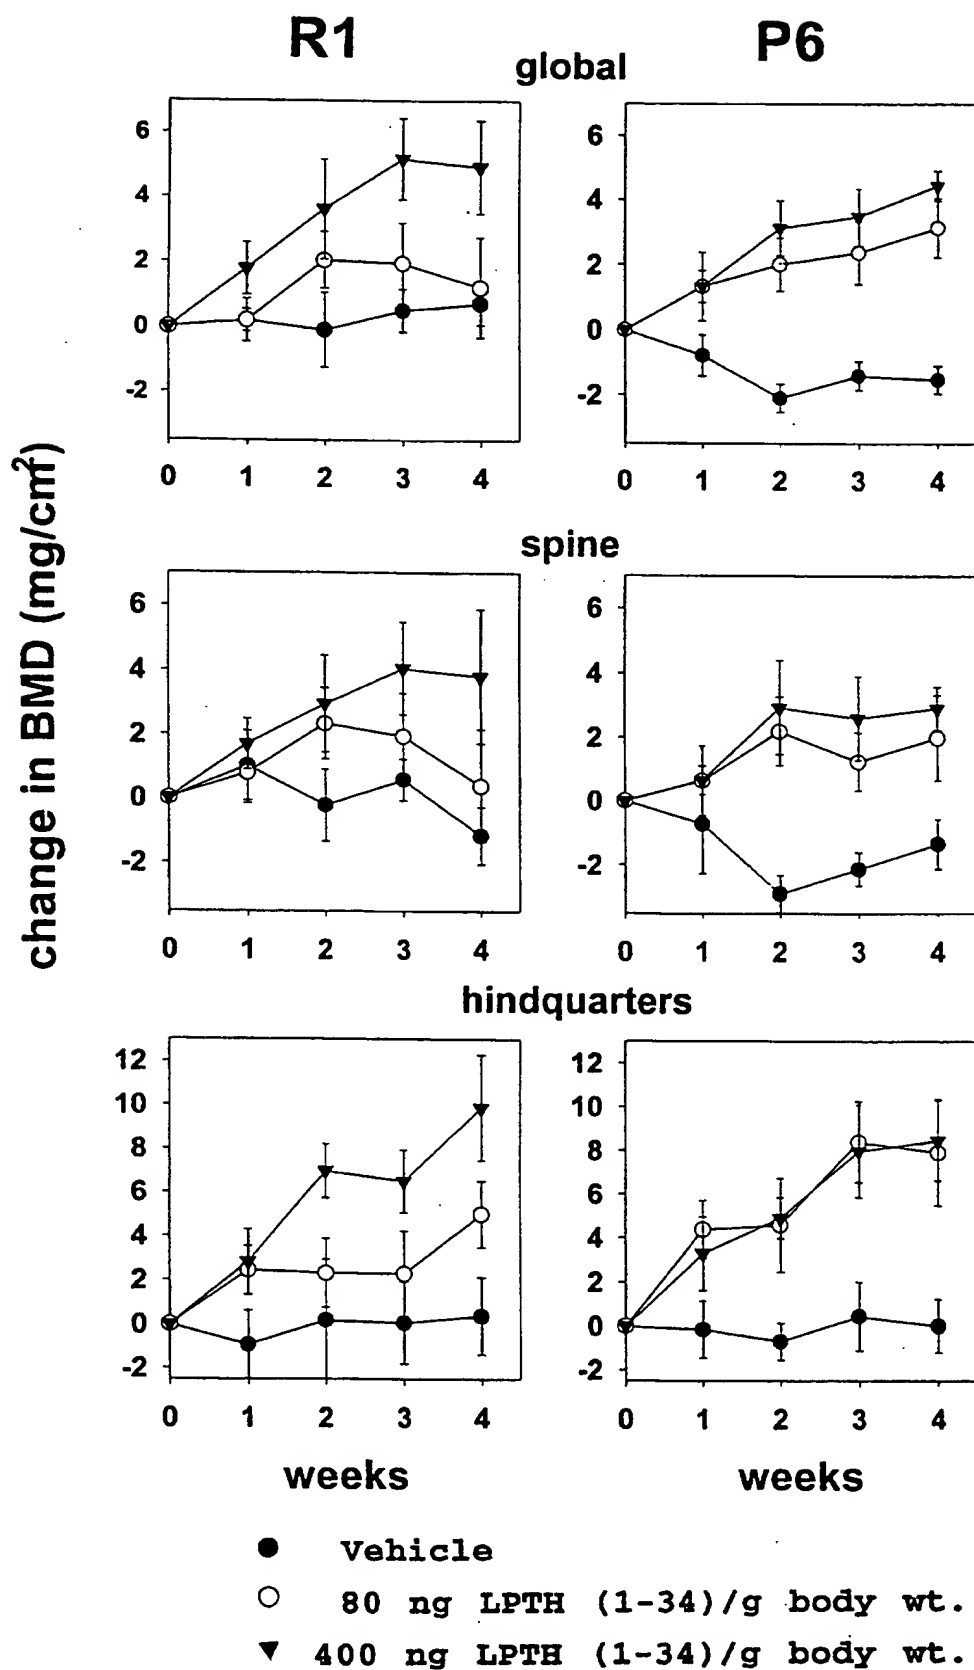 R1
P6
global
6
4
2
0
-2
0 1 2 3 4
6
4
2
0
-2
0 1 2 3 4
change in BMD (mg/cm²)
spine
6
4
2
0
-2
0 1 2 3 4
6
4
2
0
-2
0 1 2 3 4
hindquarters
12
10
8
6
4
2
0
-2
0 1 2 3 4
weeks
12
10
8
6
4
2
0
-2
0 1 2 3 4
weeks
Vehicle
80 ng LPTH (1-34)/g body wt.
400 ng LPTH (1-34)/g body wt.